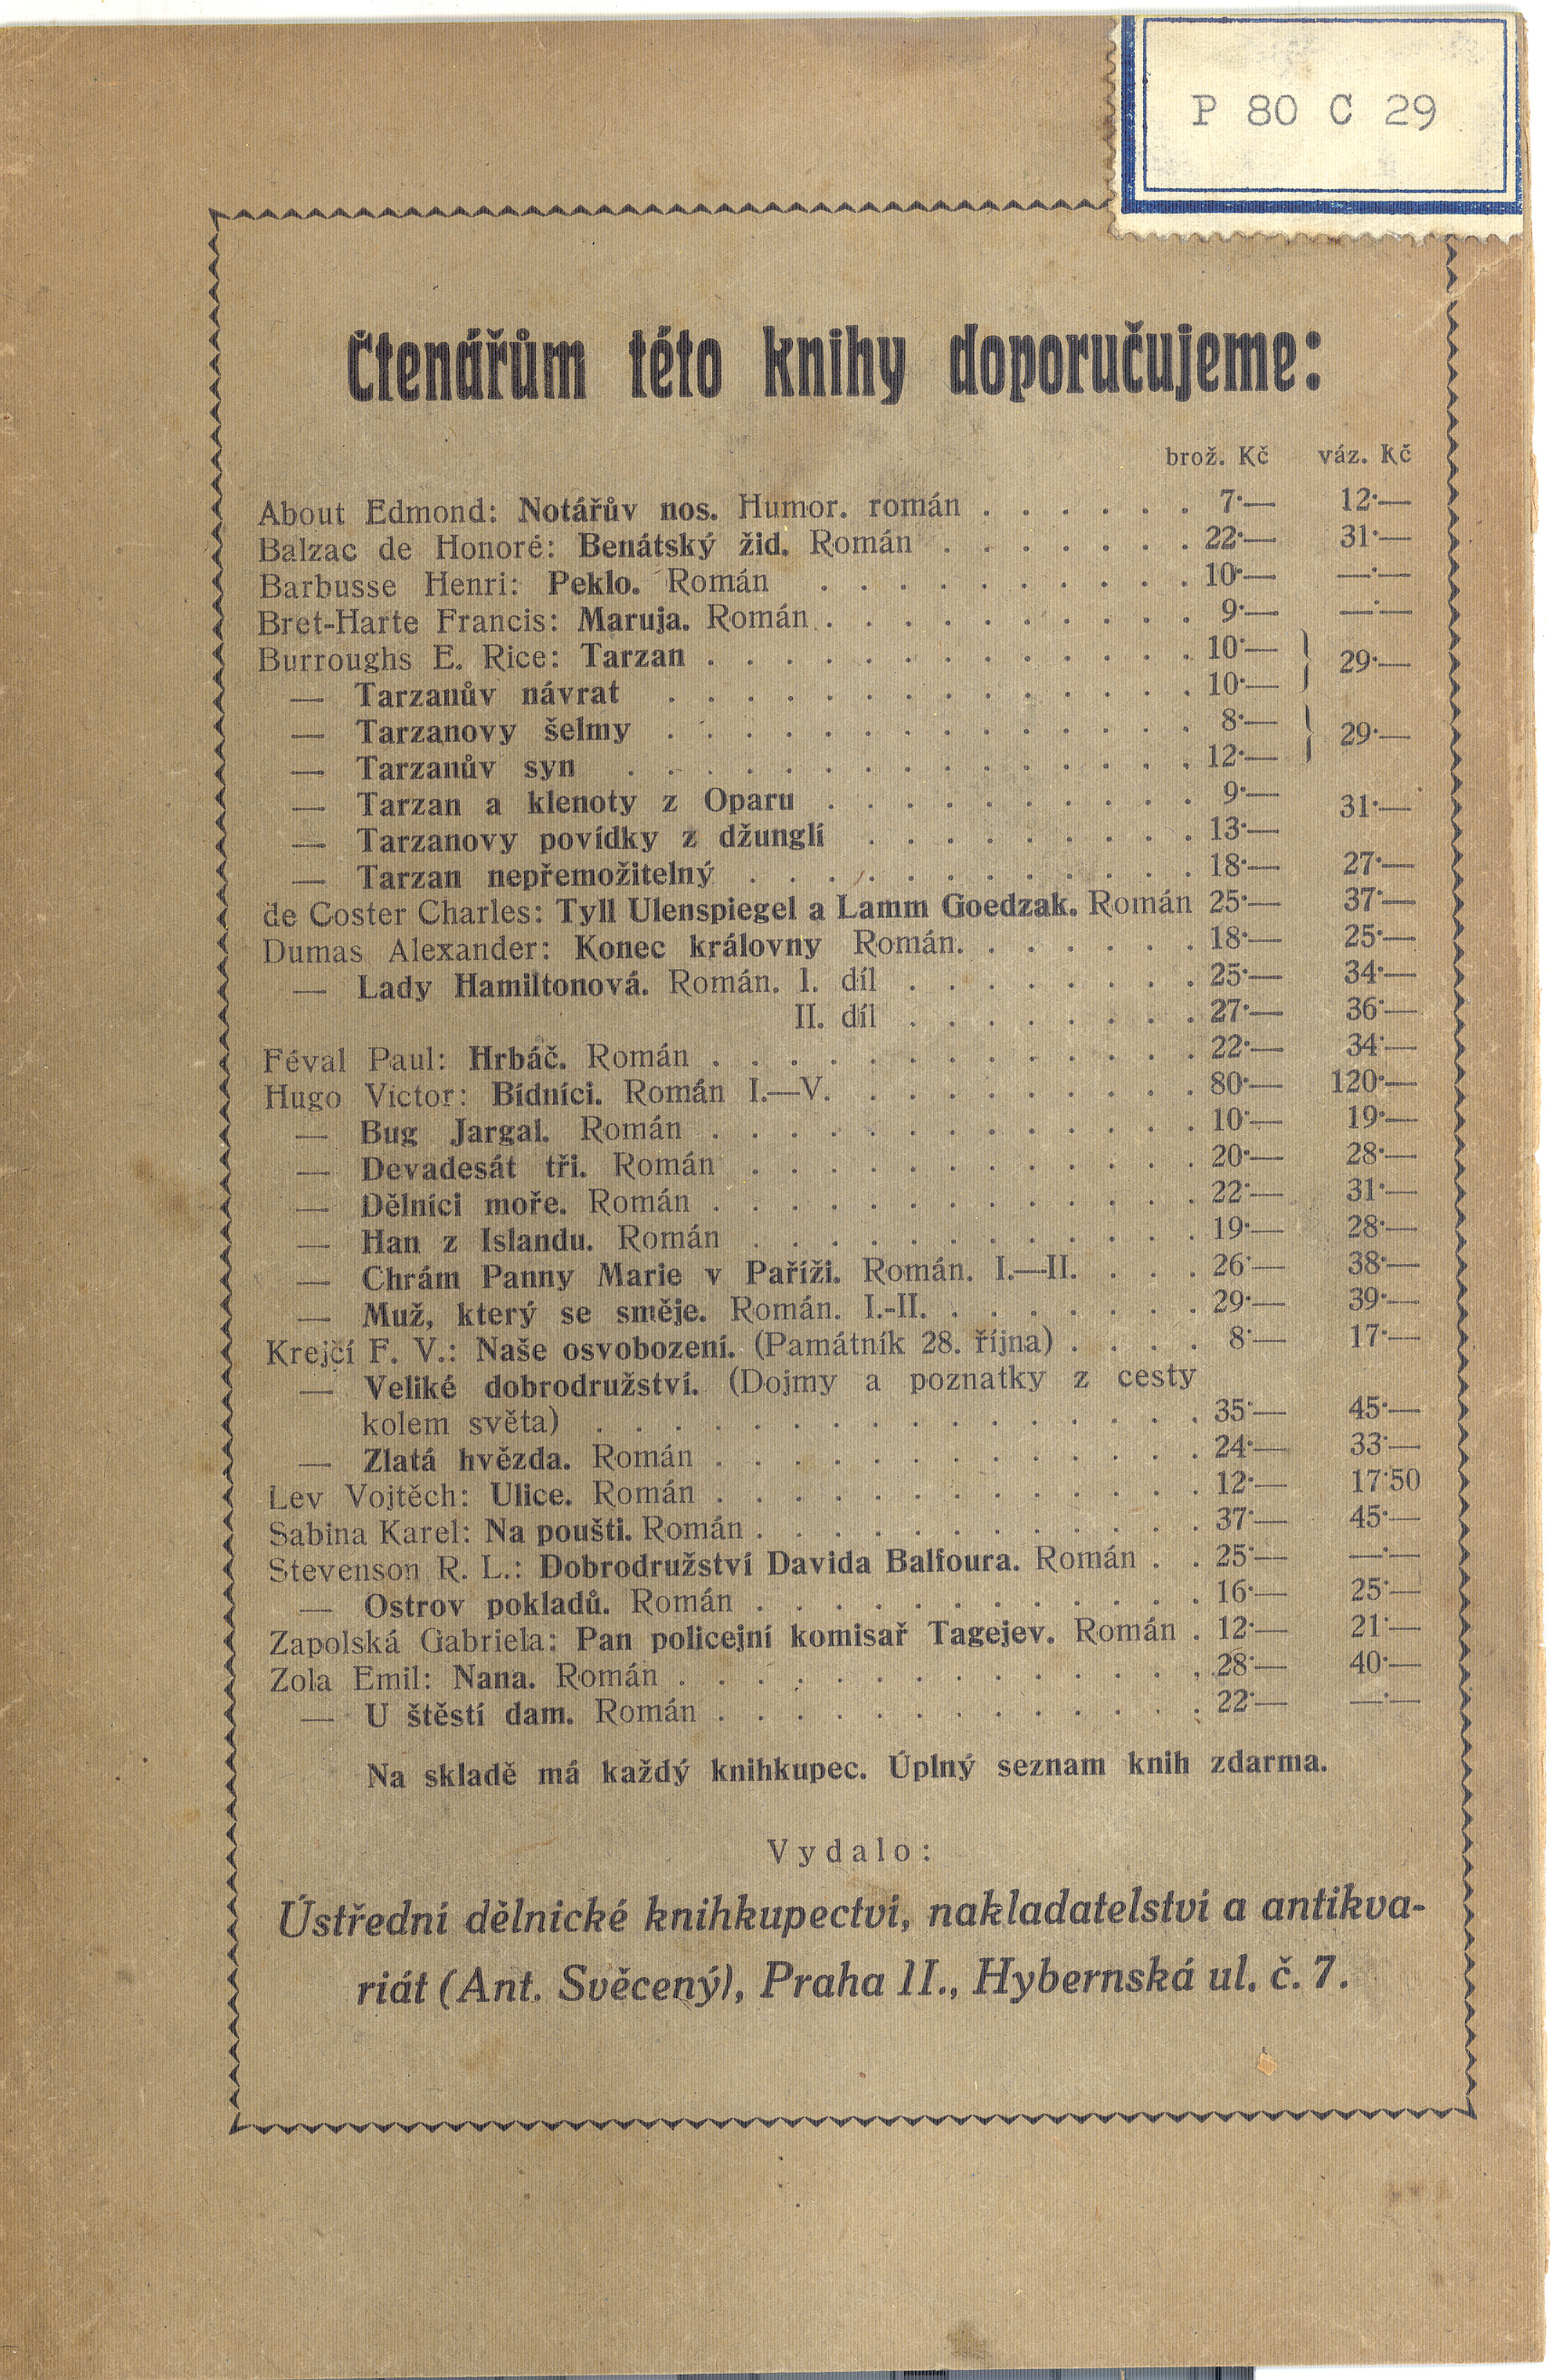 P 80 C 29
Čtenářům této knihy doporučujeme:
brož. Kč váz. Kč
About Edmond: Notářův nos. Humor. román . . . . . . 7·— 12·—
Balzac de Honoré: Benátský žid. Román . . . . . . . 22·— 31·—
Barbusse Henri: Peklo. Román . . . . . . . . . . 10·— —·—
Bret-Harte Francis: Maruja. Román . . . . . . . . . . 9·— —·—
Burroughs E. Rice: Tarzan . . . . . . . . . . . . . 10·— } 29·—
— Tarzanův návrat . . . . . . . . . . . . . . 10·—
— Tarzanovy šelmy . . . . . . . . . . . . . . 8·— } 29·—
— Tarzanův syn . . . . . . . . . . . . . . . 12·—
— Tarzan a klenoty z Oparu . . . . . . . . . . 9·— 31·—
— Tarzanovy povídky z džunglí . . . . . . . . . 13·—
— Tarzan nepřemožitelný . . . . . . . . . . . . 18·— 27·—
de Coster Charles: Tyll Ulenspiegel a Lamm Goedzak. Román 25·— 37·—
Dumas Alexander: Konec královny Román. . . . . . . 18·— 25·—
— Lady Hamiltonová. Román. I. díl . . . . . . . . 25·— 34·—
II. díl . . . . . . . . 27·— 36·—
Féval Paul: Hrbáč. Román . . . . . . . . . . . . . 22·— 34·—
Hugo Victor: Bídníci. Román I.—V. . . . . . . . . . 80·— 120·—
— Bug Jargal. Román . . . . . . . . . . . . . 10·— 19·—
— Devadesát tři. Román . . . . . . . . . . . . 20·— 28·—
— Dělníci moře. Román . . . . . . . . . . . . . 22·— 31·—
— Han z Islandu. Román . . . . . . . . . . . . 19·— 28·—
— Chrám Panny Marie v Paříži. Román. I.—II. . . . 26·— 38·—
— Muž, který se směje. Román. I.-II. . . . . . . . 29·— 39·—
Krejčí F. V.: Naše osvobození. (Památník 28. října) . . . . 8·— 17·—
— Veliké dobrodružství. (Dojmy a poznatky z cesty
kolem světa) . . . . . . . . . . . . . . . . 35·— 45·—
— Zlatá hvězda. Román . . . . . . . . . . . . . 24·— 33·—
Lev Vojtěch: Ulice. Román . . . . . . . . . . . . . 12·— 17·50
Sabina Karel: Na poušti. Román . . . . . . . . . . . . 37·— 45·—
Stevenson R. L.: Dobrodružství Davida Balfoura. Román . . 25·— —·—
— Ostrov pokladů. Román . . . . . . . . . . . . 16·— 25·—
Zapolská Gabriela: Pan policejní komisař Tagejev. Román . 12·— 21·—
Zola Emil: Nana. Román . . . . . . . . . . . . . . 28·— 40·—
— U štěstí dam. Román . . . . . . . . . . . . . 22·— —·—
Na skladě má každý knihkupec. Úplný seznam knih zdarma.
Vydalo:
Ústřední dělnické knihkupectví, nakladatelství a antikva-
riát (Ant. Svěcený), Praha II., Hybernská ul. č. 7.